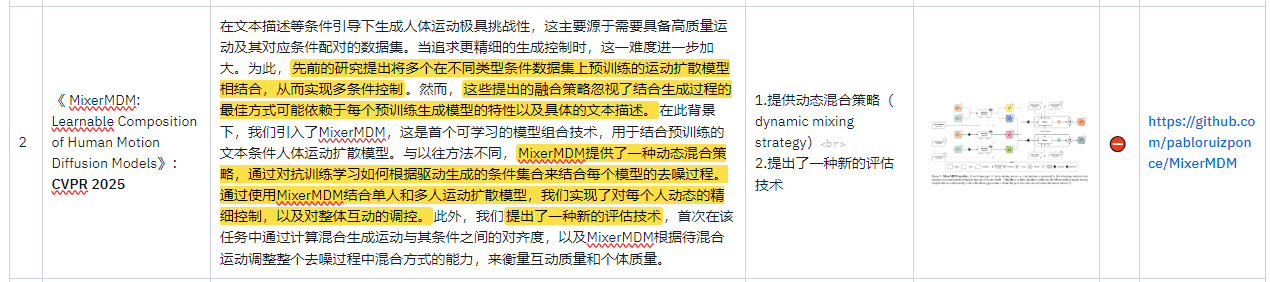 2
《 MixerMDM:
Learnable Composition
of Human Motion
Diffusion Models》:
CVPR 2025
在文本描述等条件引导下生成人体运动极具挑战性，这主要源于需要具备高质量运
动及其对应条件配对的数据集。当追求更精细的生成控制时，这一难度进一步加
大。为此，先前的研究提出将多个在不同类型条件数据集上预训练的运动扩散模型
相结合，从而实现多条件控制。然而，这些提出的融合策略忽视了结合生成过程的
最佳方式可能依赖于每个预训练生成模型的特性以及具体的文本描述。在此背景
下，我们引入了MixerMDM，这是首个可学习的模型组合技术，用于结合预训练的
文本条件人体运动扩散模型。与以往方法不同，MixerMDM提供了一种动态混合策
略，通过对抗训练学习如何根据驱动生成的条件集合来结合每个模型的去噪过程。
通过使用MixerMDM结合单人和多人运动扩散模型，我们实现了对每个人动态的精
细控制，以及对整体互动的调控。此外，我们提出了一种新的评估技术，首次在该
任务中通过计算混合生成运动与其条件之间的对齐度，以及MixerMDM根据待混合
运动调整整个去噪过程中混合方式的能力，来衡量互动质量和个体质量。
1.提供动态混合策略（
dynamic mixing
strategy）<br>
2.提出了一种新的评估
技术
https://github.co
m/pabloruizpon
ce/MixerMDM